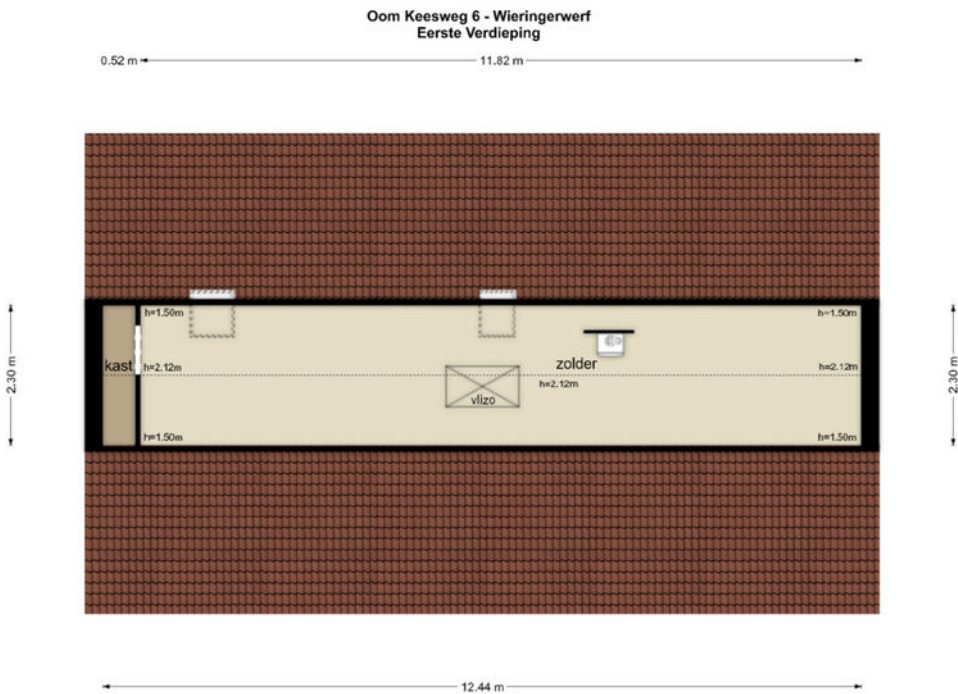 Oom Keesweg 6 - Wieringerwerf
Eerste Verdieping
0.52 m
11.82 m
h=1.50m
h=1.50m
2.30 m
kast
h=2.12m
zolder
h=2.12m
2.30 m
h=2.12m
vlizo
h=1.50m
h=1.50m
12.44 m